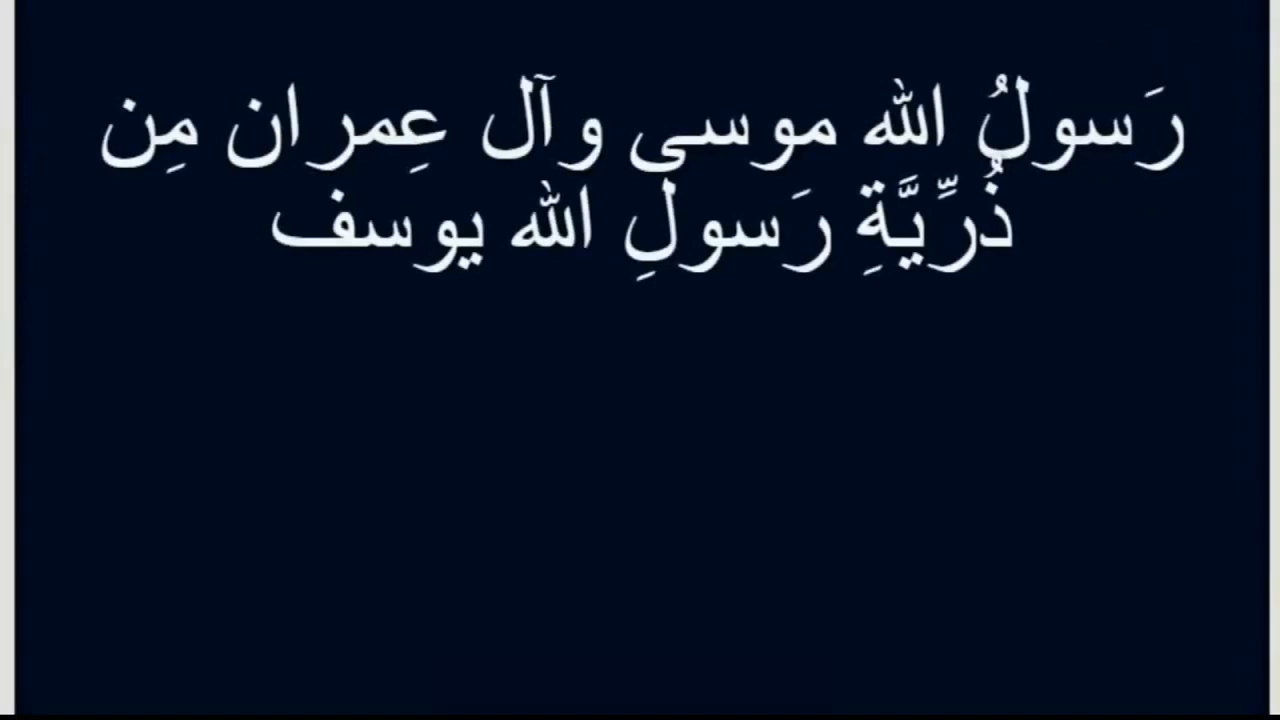 رَسولُ الله موسى وآل عِمران مِن
ذُرِّيَّةِ رَسولِ الله يوسف